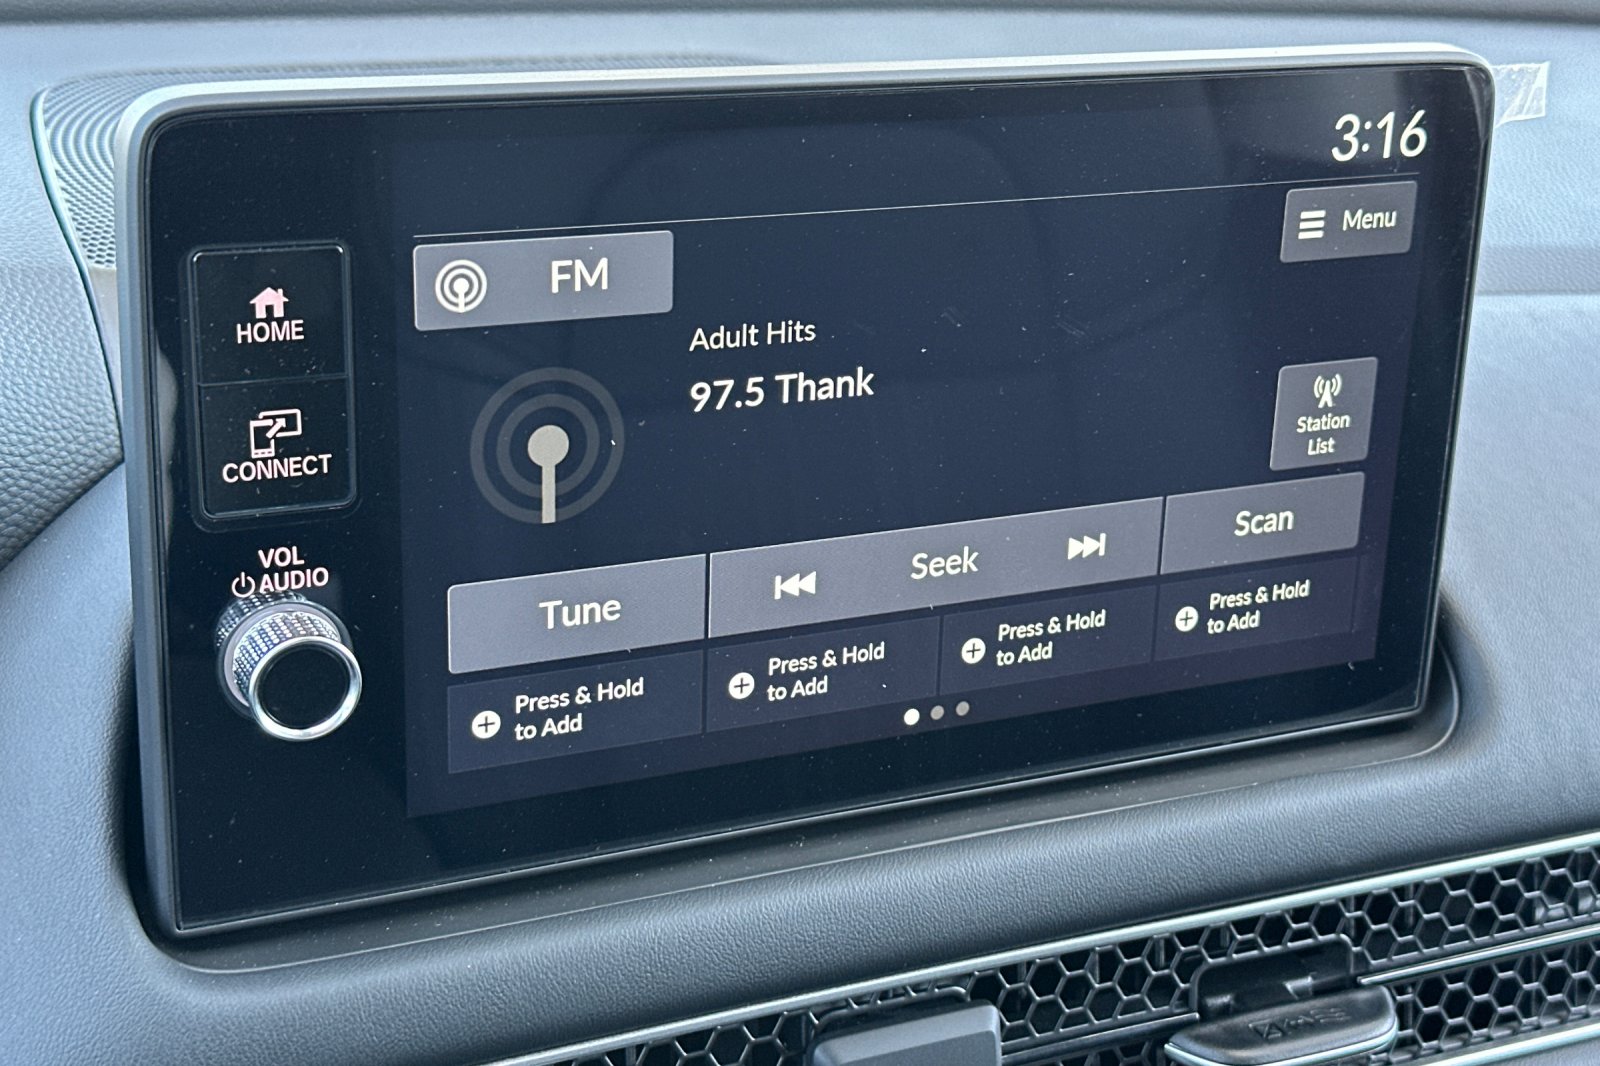 3:16
Menu
FM
HOME
Adult Hits
97.5 Thank
Station
List
CONNECT
Scan
Seek
Tune
VOL
AUDIO
Press & Hold
to Add
Press & Hold
to Add
Press & Hold
to Add
Press & Hold
to Add